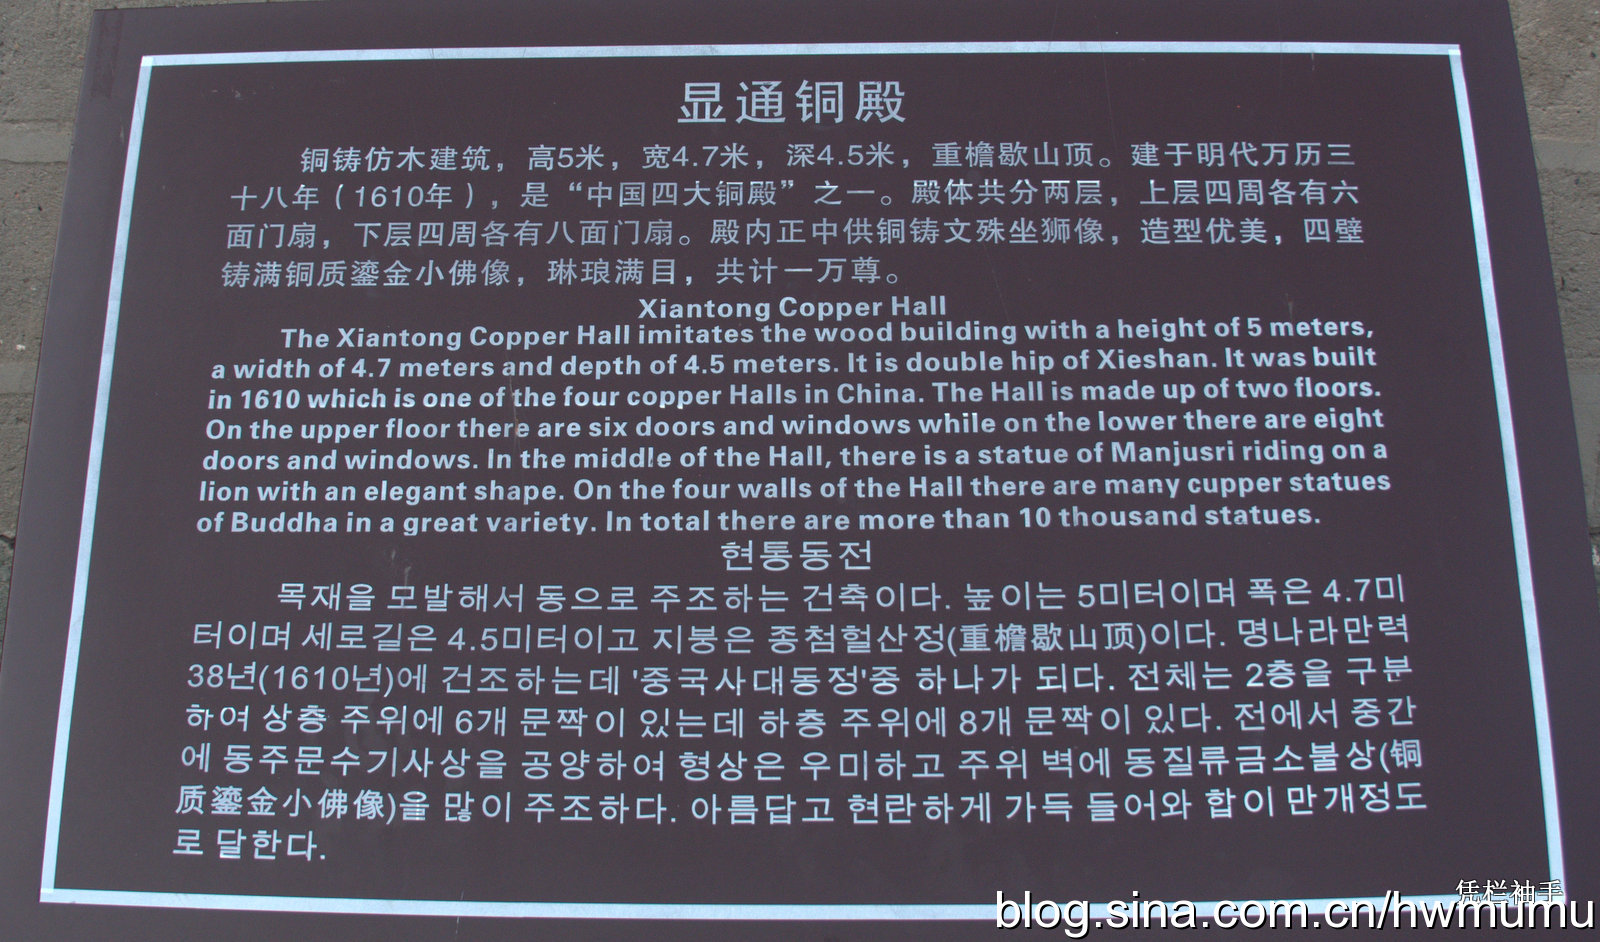 显通铜殿
铜铸仿木建筑，高5米，宽4.7米，深4.5米，重檐歇山顶。建于明代万历三
十八年（1610年），是“中国四大铜殿”之一。殿体共分两层，上层四周各有六
面门扇，下层四周各有八面门扇。殿内正中供铜铸文殊坐狮像，造型优美，四壁
铸满铜质鎏金小佛像，琳琅满目，共计一万尊。
Xiantong Copper Hall
The Xiantong Copper Hall imitates the wood building with a height of 5 meters,
a width of 4.7 meters and depth of 4.5 meters. It is double hip of Xieshan. It was built
in 1610 which is one of the four copper Halls in China. The Hall is made up of two floors.
On the upper floor there are six doors and windows while on the lower there are eight
doors and windows. In the middle of the Hall, there is a statue of Manjusri riding on a
lion with an elegant shape. On the four walls of the Hall there are many cupper statues
of Buddha in a great variety. In total there are more than 10 thousand statues.
현통동전
목재을 모발해서 동으로 주조하는 건축이다. 높이는 5미터이며 폭은 4.7미
터이며 세로길은 4.5미터이고 지붕은 종첨헐산정(重檐歇山顶)이다. 명나라만력
38년(1610년)에 건조하는데 '중국사대동정'중 하나가 되다. 전체는 2층을 구분
하여 상층 주위에 6개 문짝이 있는데 하층 주위에 8개 문짝이 있다. 전에서 중간
에 동주문수기사상을 공양하여 형상은 우미하고 주위 벽에 동질류금소불상(铜
质鎏金小佛像)을 많이 주조하다. 아름답고 현란하게 가득 들어와 합이 만개정도
로 달한다.
凭栏袖手
blog.sina.com.cn/hwmumu